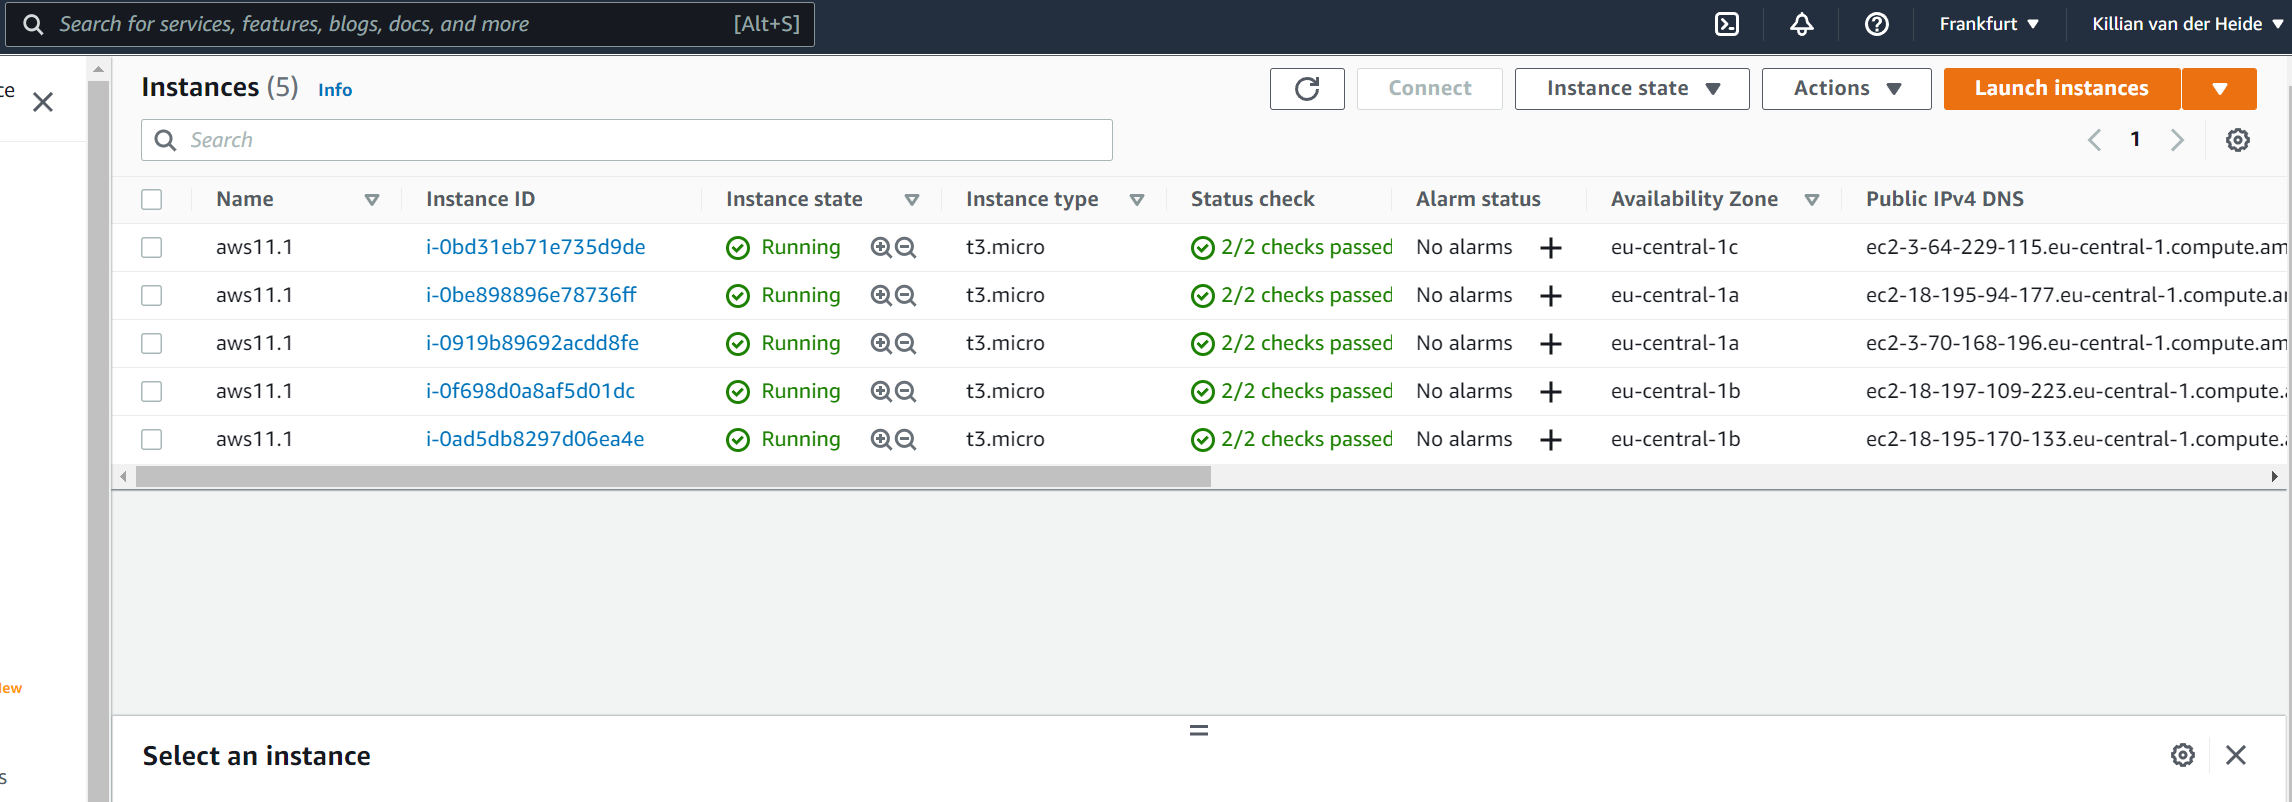 Search for services, features, blogs, docs, and more [Alt+S] Frankfurt Killian van der Heide
ce
Instances (5) Info Connect Instance state Actions Launch instances
Search 1
Name Instance ID Instance state Instance type Status check Alarm status Availability Zone Public IPv4 DNS
aws11.1 i-0bd31eb71e735d9de Running t3.micro 2/2 checks passed No alarms eu-central-1c ec2-3-64-229-115.eu-central-1.compute.am
aws11.1 i-0be898896e78736ff Running t3.micro 2/2 checks passed No alarms eu-central-1a ec2-18-195-94-177.eu-central-1.compute.a
aws11.1 i-0919b89692acdd8fe Running t3.micro 2/2 checks passed No alarms eu-central-1a ec2-3-70-168-196.eu-central-1.compute.am
aws11.1 i-0f698d0a8af5d01dc Running t3.micro 2/2 checks passed No alarms eu-central-1b ec2-18-197-109-223.eu-central-1.compute.
aws11.1 i-0ad5db8297d06ea4e Running t3.micro 2/2 checks passed No alarms eu-central-1b ec2-18-195-170-133.eu-central-1.compute.
ew
Select an instance
s